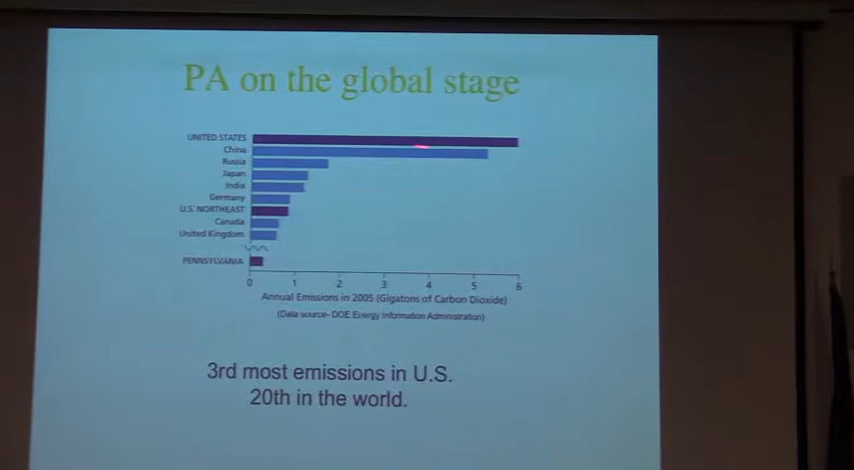 PA on the global stage
UNITED STATES
China
Russia
Japan
India
Germany
U.S. NORTHEAST
Canada
United Kingdom
PENNSYLVANIA
0 1 2 3 4 5 6
Annual Emissions in 2005 (Gigatons of Carbon Dioxide)
(Data source- DOE Energy Information Administration)
3rd most emissions in U.S.
20th in the world.